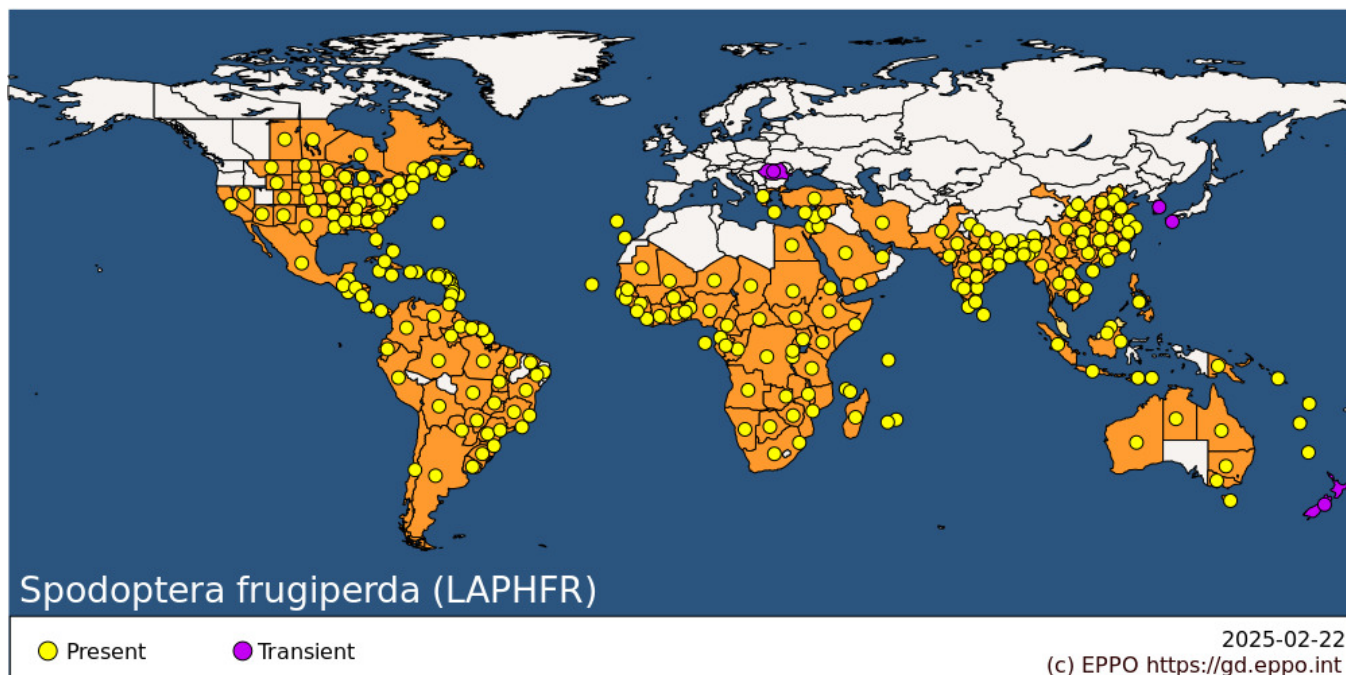 Spodoptera frugiperda (LAPHFR)
Present
Transient
2025-02-22
(c) EPPO https://gd.eppo.int